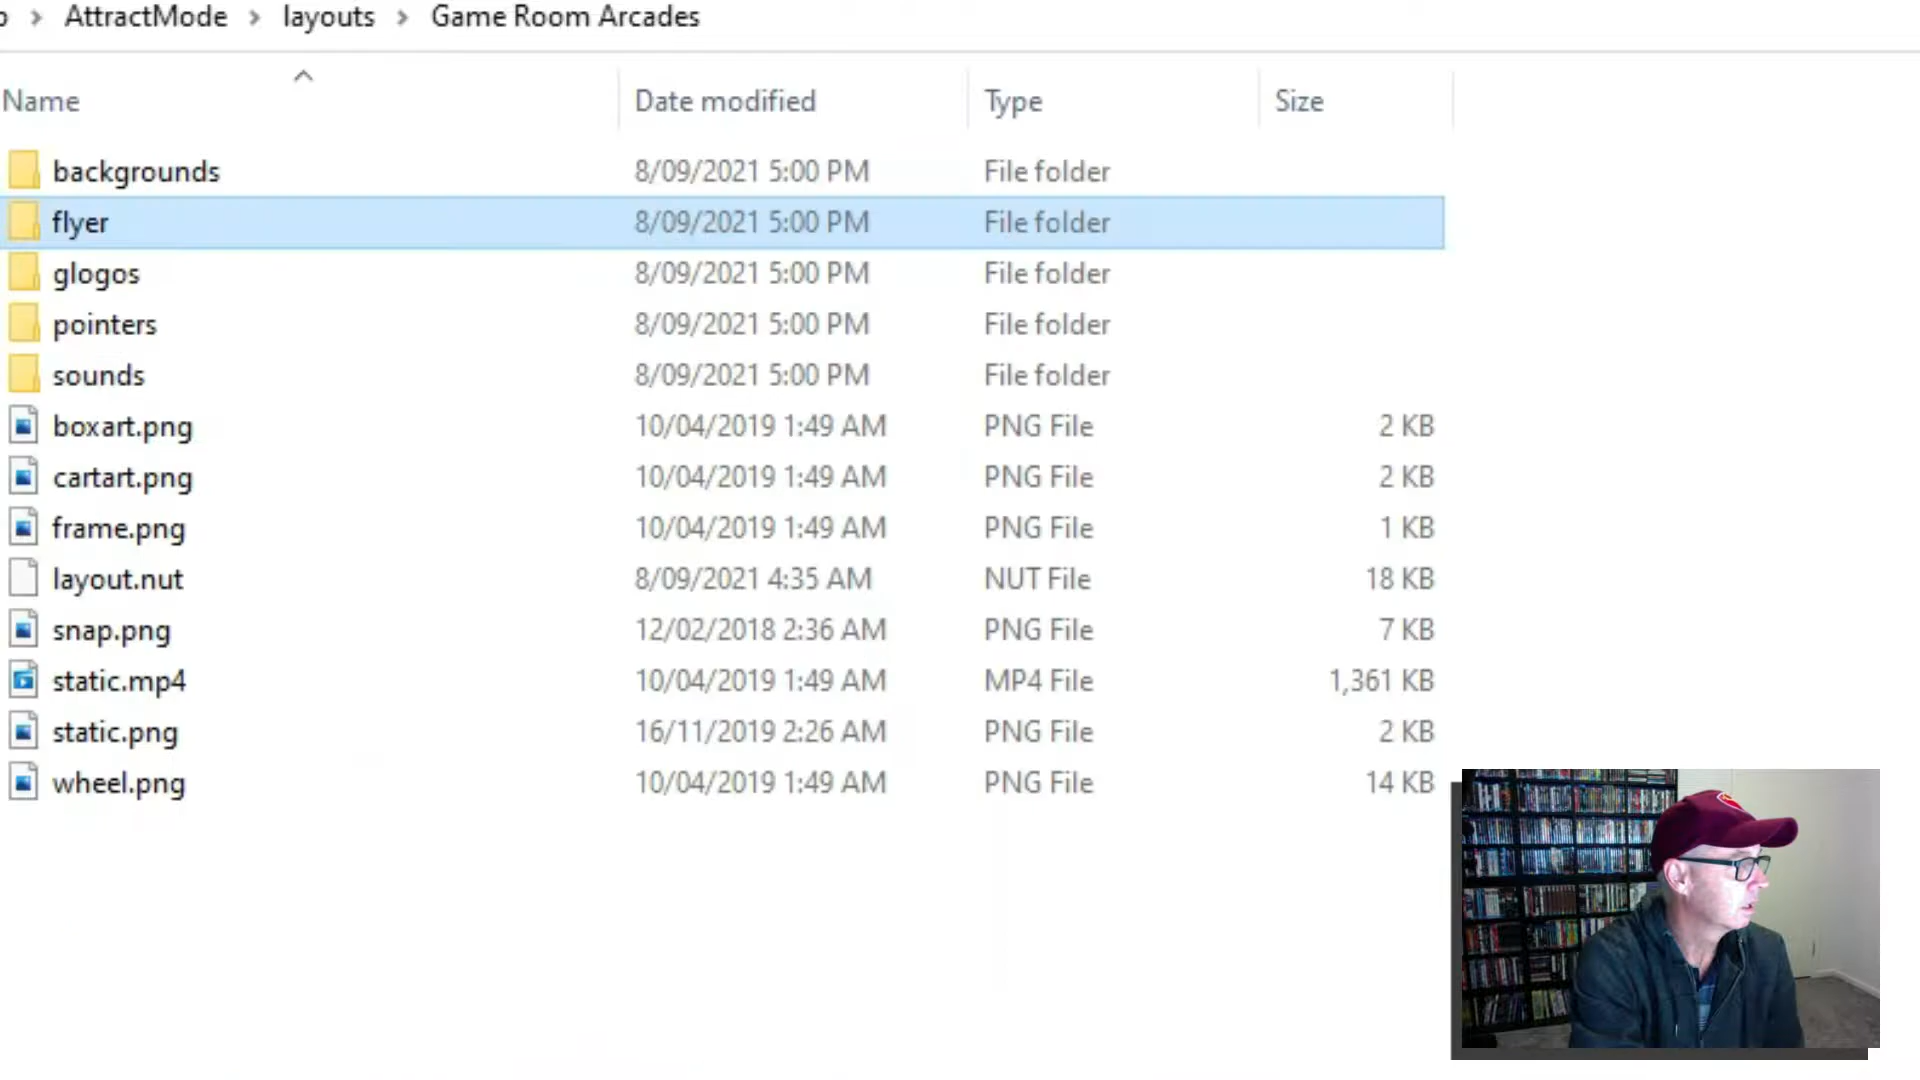 AttractMode > layouts > Game Room Arcades
Name Date modified Type Size
backgrounds 8/09/2021 5:00 PM File folder
flyer 8/09/2021 5:00 PM File folder
glogos 8/09/2021 5:00 PM File folder
pointers 8/09/2021 5:00 PM File folder
sounds 8/09/2021 5:00 PM File folder
boxart.png 10/04/2019 1:49 AM PNG File 2 KB
cartart.png 10/04/2019 1:49 AM PNG File 2 KB
frame.png 10/04/2019 1:49 AM PNG File 1 KB
layout.nut 8/09/2021 4:35 AM NUT File 18 KB
snap.png 12/02/2018 2:36 AM PNG File 7 KB
static.mp4 10/04/2019 1:49 AM MP4 File 1,361 KB
static.png 16/11/2019 2:26 AM PNG File 2 KB
wheel.png 10/04/2019 1:49 AM PNG File 14 KB